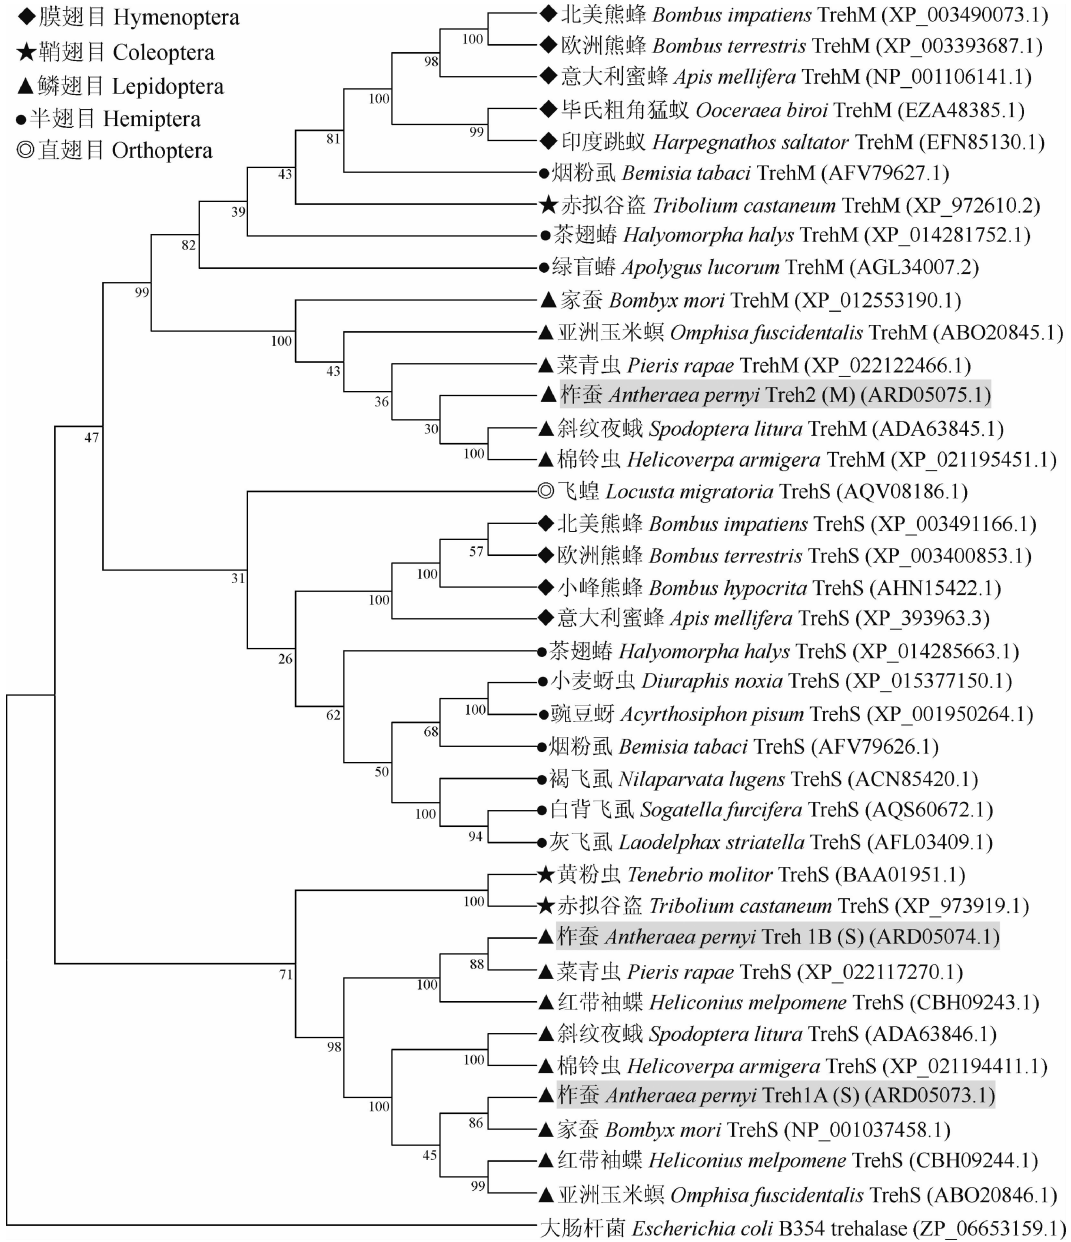 ◆膜翅目 Hymenoptera
★鞘翅目 Coleoptera
▲鳞翅目 Lepidoptera
●半翅目 Hemiptera
◎直翅目 Orthoptera
◆北美熊蜂 Bombus impatiens TrehM (XP_003490073.1)
100
◆欧洲熊蜂 Bombus terrestris TrehM (XP_003393687.1)
98
◆意大利蜜蜂 Apis mellifera TrehM (NP_001106141.1)
100
◆毕氏粗角猛蚁 Ooceraea biroi TrehM (EZA48385.1)
99
◆印度跳蚁 Harpegnathos saltator TrehM (EFN85130.1)
81
●烟粉虱 Bemisia tabaci TrehM (AFV79627.1)
43
★赤拟谷盗 Tribolium castaneum TrehM (XP_972610.2)
39
●茶翅蝽 Halyomorpha halys TrehM (XP_014281752.1)
82
●绿盲蝽 Apolygus lucorum TrehM (AGL34007.2)
99
▲家蚕 Bombyx mori TrehM (XP_012553190.1)
100
▲亚洲玉米螟 Omphisa fuscidentalis TrehM (ABO20845.1)
43
▲菜青虫 Pieris rapae TrehM (XP_022122466.1)
36
▲柞蚕 Antheraea pernyi Treh2 (M) (ARD05075.1)
30
▲斜纹夜蛾 Spodoptera litura TrehM (ADA63845.1)
100
▲棉铃虫 Helicoverpa armigera TrehM (XP_021195451.1)
47
◎飞蝗 Locusta migratoria TrehS (AQV08186.1)
◆北美熊蜂 Bombus impatiens TrehS (XP_003491166.1)
57
◆欧洲熊蜂 Bombus terrestris TrehS (XP_003400853.1)
100
31
◆小峰熊蜂 Bombus hypocrita TrehS (AHN15422.1)
100
◆意大利蜜蜂 Apis mellifera TrehS (XP_393963.3)
26
●茶翅蝽 Halyomorpha halys TrehS (XP_014285663.1)
●小麦蚜虫 Diuraphis noxia TrehS (XP_015377150.1)
100
62
●豌豆蚜 Acyrthosiphon pisum TrehS (XP_001950264.1)
68
●烟粉虱 Bemisia tabaci TrehS (AFV79626.1)
50
●褐飞虱 Nilaparvata lugens TrehS (ACN85420.1)
100
●白背飞虱 Sogatella furcifera TrehS (AQS60672.1)
94
●灰飞虱 Laodelphax striatella TrehS (AFL03409.1)
★黄粉虫 Tenebrio molitor TrehS (BAA01951.1)
100
★赤拟谷盗 Tribolium castaneum TrehS (XP_973919.1)
▲柞蚕 Antheraea pernyi Treh 1B (S) (ARD05074.1)
88
71
▲菜青虫 Pieris rapae TrehS (XP_022117270.1)
100
▲红带袖蝶 Heliconius melpomene TrehS (CBH09243.1)
▲斜纹夜蛾 Spodoptera litura TrehS (ADA63846.1)
98
100
▲棉铃虫 Helicoverpa armigera TrehS (XP_021194411.1)
▲柞蚕 Antheraea pernyi Treh1A (S) (ARD05073.1)
100
86
▲家蚕 Bombyx mori TrehS (NP_001037458.1)
45
▲红带袖蝶 Heliconius melpomene TrehS (CBH09244.1)
99
▲亚洲玉米螟 Omphisa fuscidentalis TrehS (ABO20846.1)
大肠杆菌 Escherichia coli B354 trehalase (ZP_06653159.1)